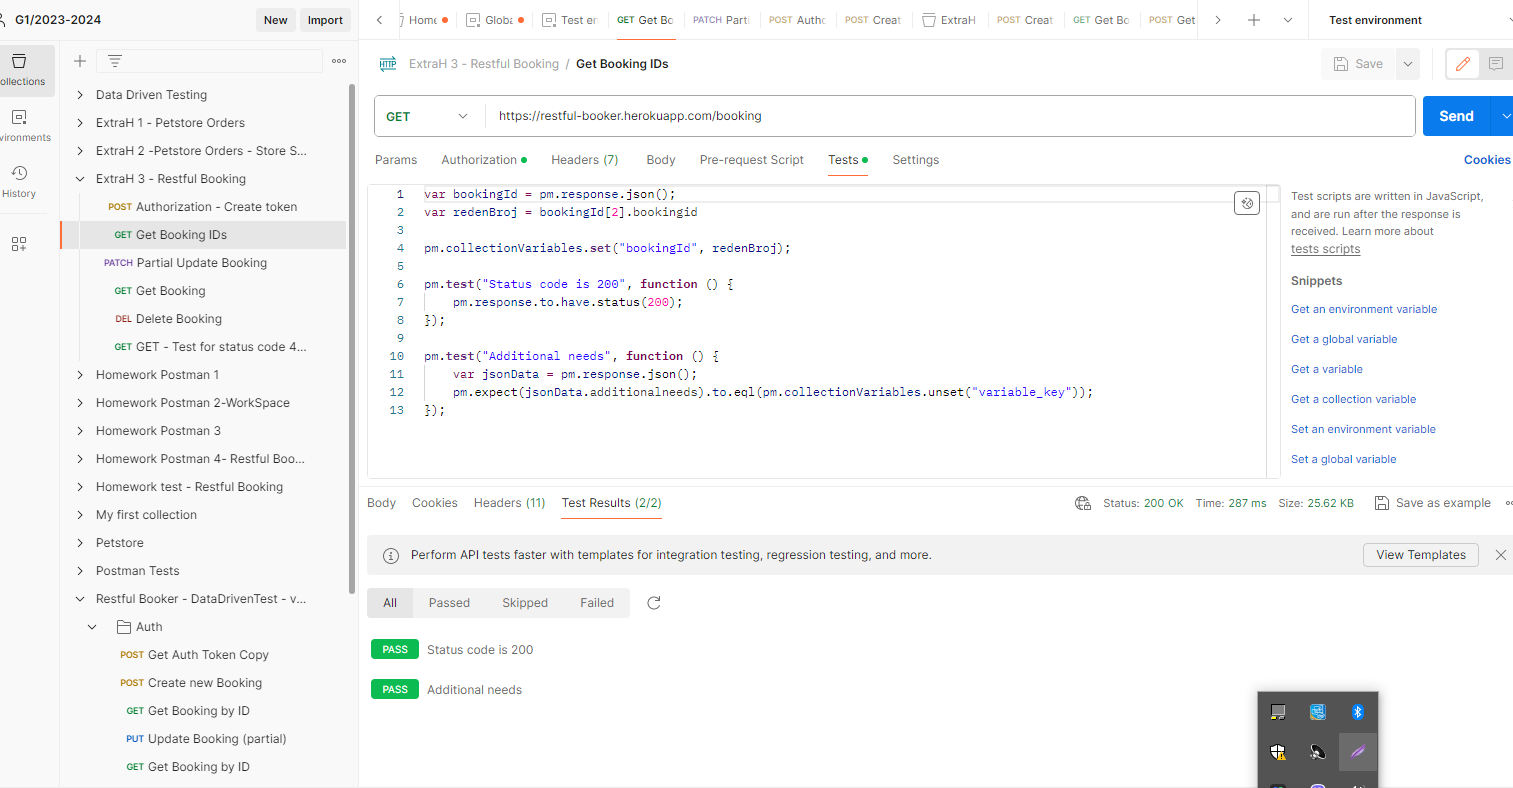 G1/2023-2024
New
Import
Home
Globa
Test en
GET Get Bo
PATCH Parti
POST Autho
POST Creat
ExtraH
POST Creat
GET Get Bo
POST Get
Test environment
ollections
vironments
History
Data Driven Testing
ExtraH 1 - Petstore Orders
ExtraH 2 -Petstore Orders - Store S...
ExtraH 3 - Restful Booking
POST Authorization - Create token
GET Get Booking IDs
PATCH Partial Update Booking
GET Get Booking
DEL Delete Booking
GET GET - Test for status code 4...
Homework Postman 1
Homework Postman 2-WorkSpace
Homework Postman 3
Homework Postman 4- Restful Boo...
Homework test - Restful Booking
My first collection
Petstore
Postman Tests
Restful Booker - DataDrivenTest - v...
Auth
POST Get Auth Token Copy
POST Create new Booking
GET Get Booking by ID
PUT Update Booking (partial)
GET Get Booking by ID
HTTP ExtraH 3 - Restful Booking / Get Booking IDs
Save
GET https://restful-booker.herokuapp.com/booking
Send
Params Authorization Headers (7) Body Pre-request Script Tests Settings
Cookies
1 var bookingId = pm.response.json();
2 var redenBroj = bookingId[2].bookingid
3
4 pm.collectionVariables.set("bookingId", redenBroj);
5
6 pm.test("Status code is 200", function () {
7 pm.response.to.have.status(200);
8 });
9
10 pm.test("Additional needs", function () {
11 var jsonData = pm.response.json();
12 pm.expect(jsonData.additionalneeds).to.eql(pm.collectionVariables.unset("variable_key"));
13 });
Test scripts are written in JavaScript,
and are run after the response is
received. Learn more about
tests scripts
Snippets
Get an environment variable
Get a global variable
Get a variable
Get a collection variable
Set an environment variable
Set a global variable
Body Cookies Headers (11) Test Results (2/2)
Status: 200 OK Time: 287 ms Size: 25.62 KB Save as example
Perform API tests faster with templates for integration testing, regression testing, and more.
View Templates
All Passed Skipped Failed
PASS Status code is 200
PASS Additional needs